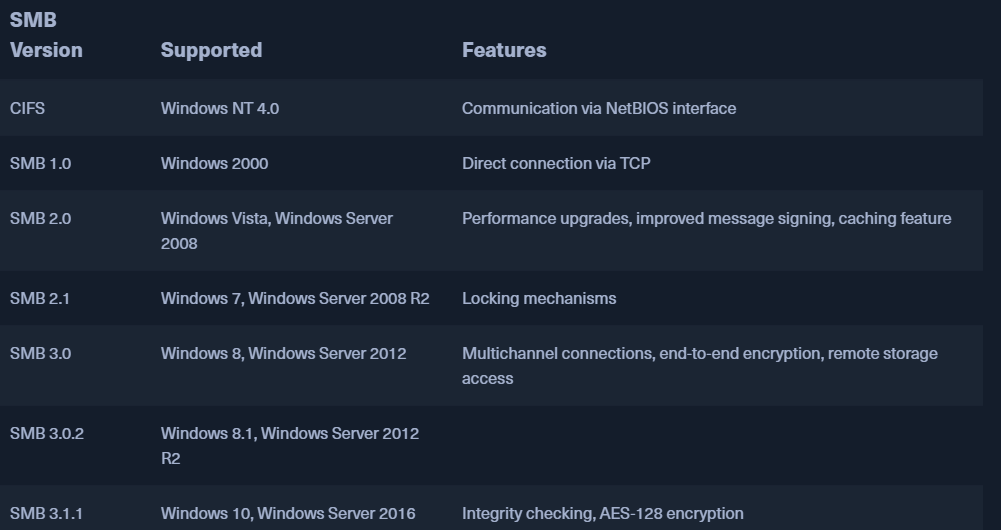 SMB
Version Supported Features
CIFS Windows NT 4.0 Communication via NetBIOS interface
SMB 1.0 Windows 2000 Direct connection via TCP
SMB 2.0 Windows Vista, Windows Server Performance upgrades, improved message signing, caching feature
2008
SMB 2.1 Windows 7, Windows Server 2008 R2 Locking mechanisms
SMB 3.0 Windows 8, Windows Server 2012 Multichannel connections, end-to-end encryption, remote storage
access
SMB 3.0.2 Windows 8.1, Windows Server 2012
R2
SMB 3.1.1 Windows 10, Windows Server 2016 Integrity checking, AES-128 encryption